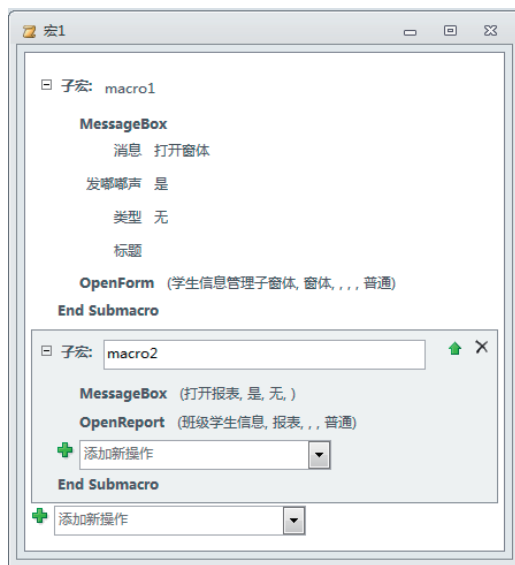 宏1
子宏: macro1
MessageBox
消息 打开窗体
发嘟嘟声 是
类型 无
标题
OpenForm (学生信息管理子窗体, 窗体, , , , 普通)
End Submacro
子宏: macro2
MessageBox (打开报表, 是, 无, )
OpenReport (班级学生信息, 报表, , , 普通)
添加新操作
End Submacro
添加新操作